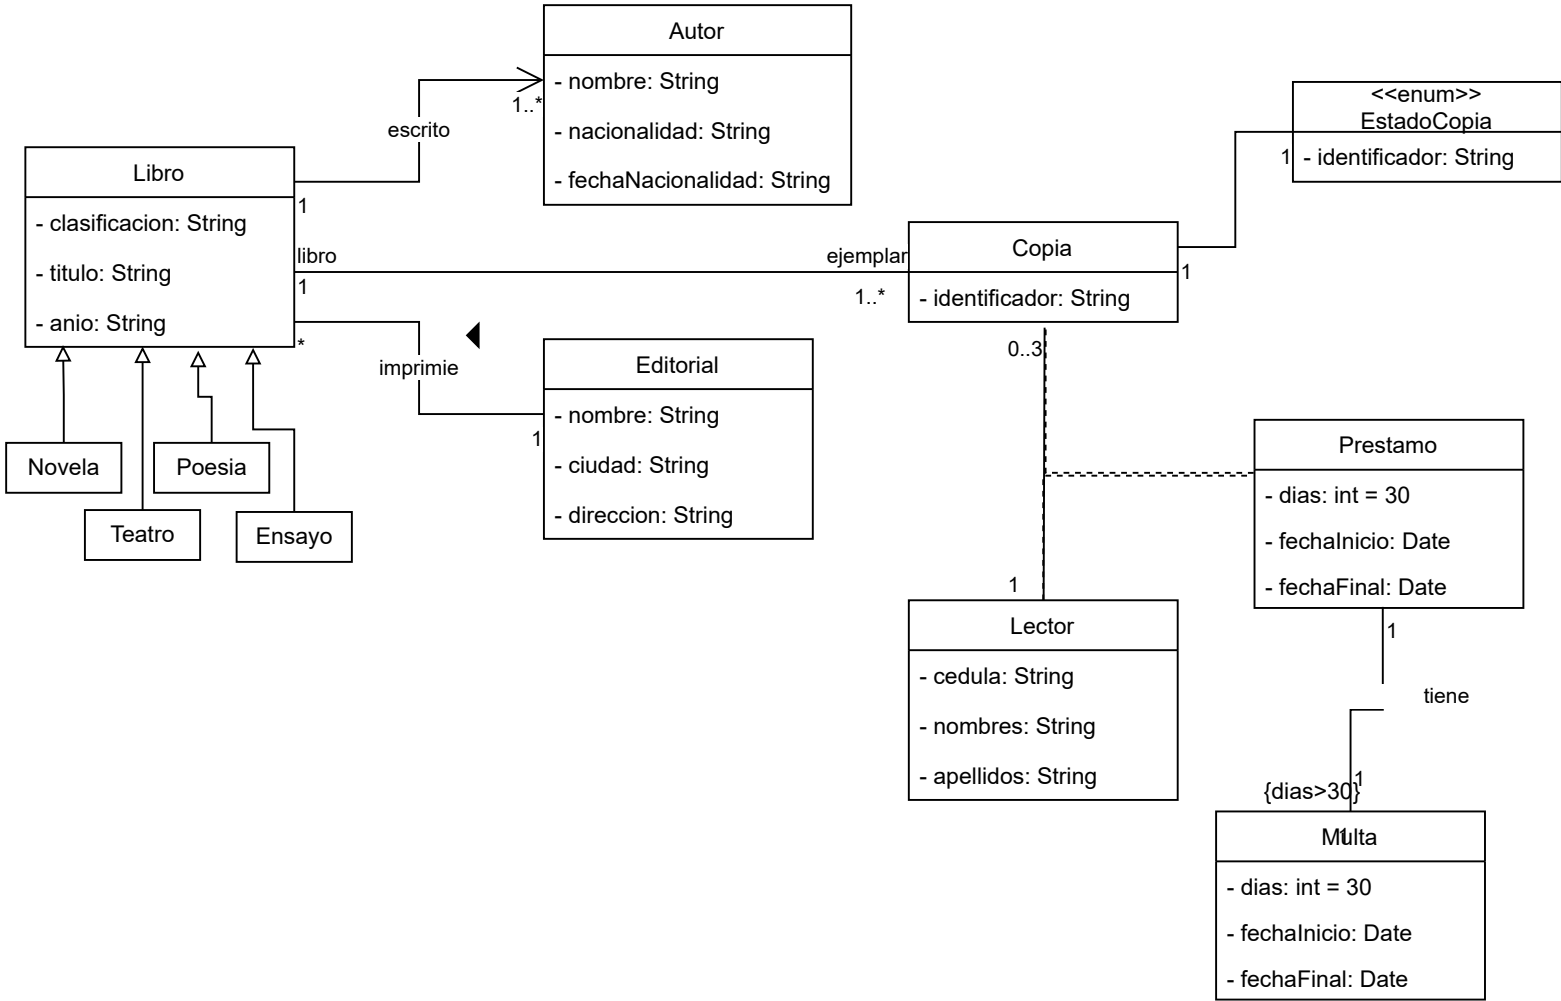 Autor
- nombre: String
- nacionalidad: String
- fechaNacionalidad: String
1..*
escrito
Libro
- clasificacion: String
- titulo: String
- anio: String
1
libro
1
*
ejemplar
1..*
Copia
- identificador: String
1
<<enum>>
EstadoCopia
- identificador: String
1
imprimie
Editorial
- nombre: String
- ciudad: String
- direccion: String
1
Novela
Poesia
Teatro
Ensayo
0..3
1
Lector
- cedula: String
- nombres: String
- apellidos: String
Prestamo
- dias: int = 30
- fechaInicio: Date
- fechaFinal: Date
1
tiene
1
{dias>30}
Multa
1
- dias: int = 30
- fechaInicio: Date
- fechaFinal: Date